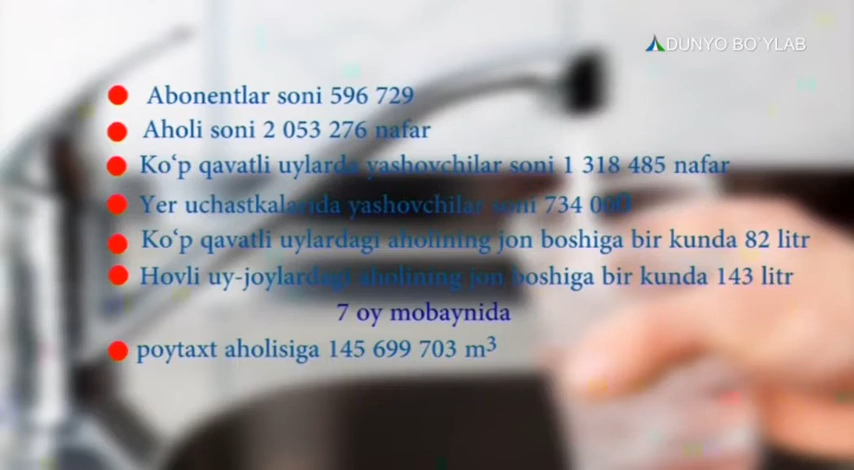 DUNYO BO`YLAB
Abonentlar soni 596 729
Aholi soni 2 053 276 nafar
Ko‘p qavatli uylarda yashovchilar soni 1 318 485 nafar
Yer uchastkalarida yashovchilar soni 734 000
Ko‘p qavatli uylardagi aholining jon boshiga bir kunda 82 litr
Hovli uy-joylardagi aholining jon boshiga bir kunda 143 litr
7 oy mobaynida
poytaxt aholisiga 145 699 703 m³